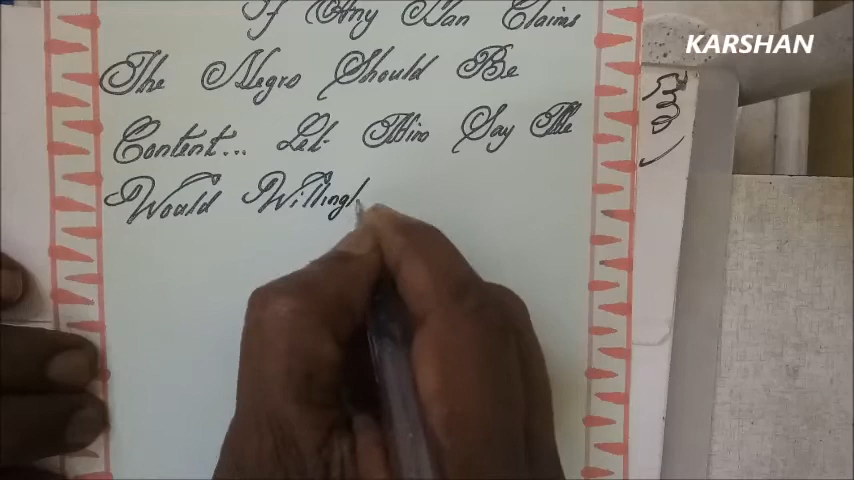 KARSHAN
If Any Man Claims
The Negro Should Be
Content... Let Him Say He
Would Willingl